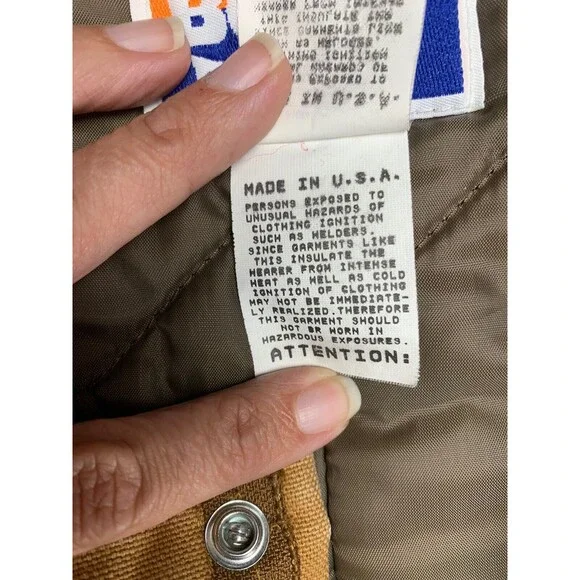 B
MADE IN U.S.A.
PERSONS EXPOSED TO
UNUSUAL HAZARDS OF
CLOTHING IGNITION
SUCH AS WELDERS.
SINCE GARMENTS LIKE
THIS INSULATE THE
WEARER FROM INTENSE
HEAT AS WELL AS COLD
IGNITION OF CLOTHING
MAY NOT BE IMMEDIATE-
LY REALIZED.THEREFORE
THIS GARMENT SHOULD
NOT BR WORN IN
HAZARDOUS EXPOSURES.
ATTENTION: